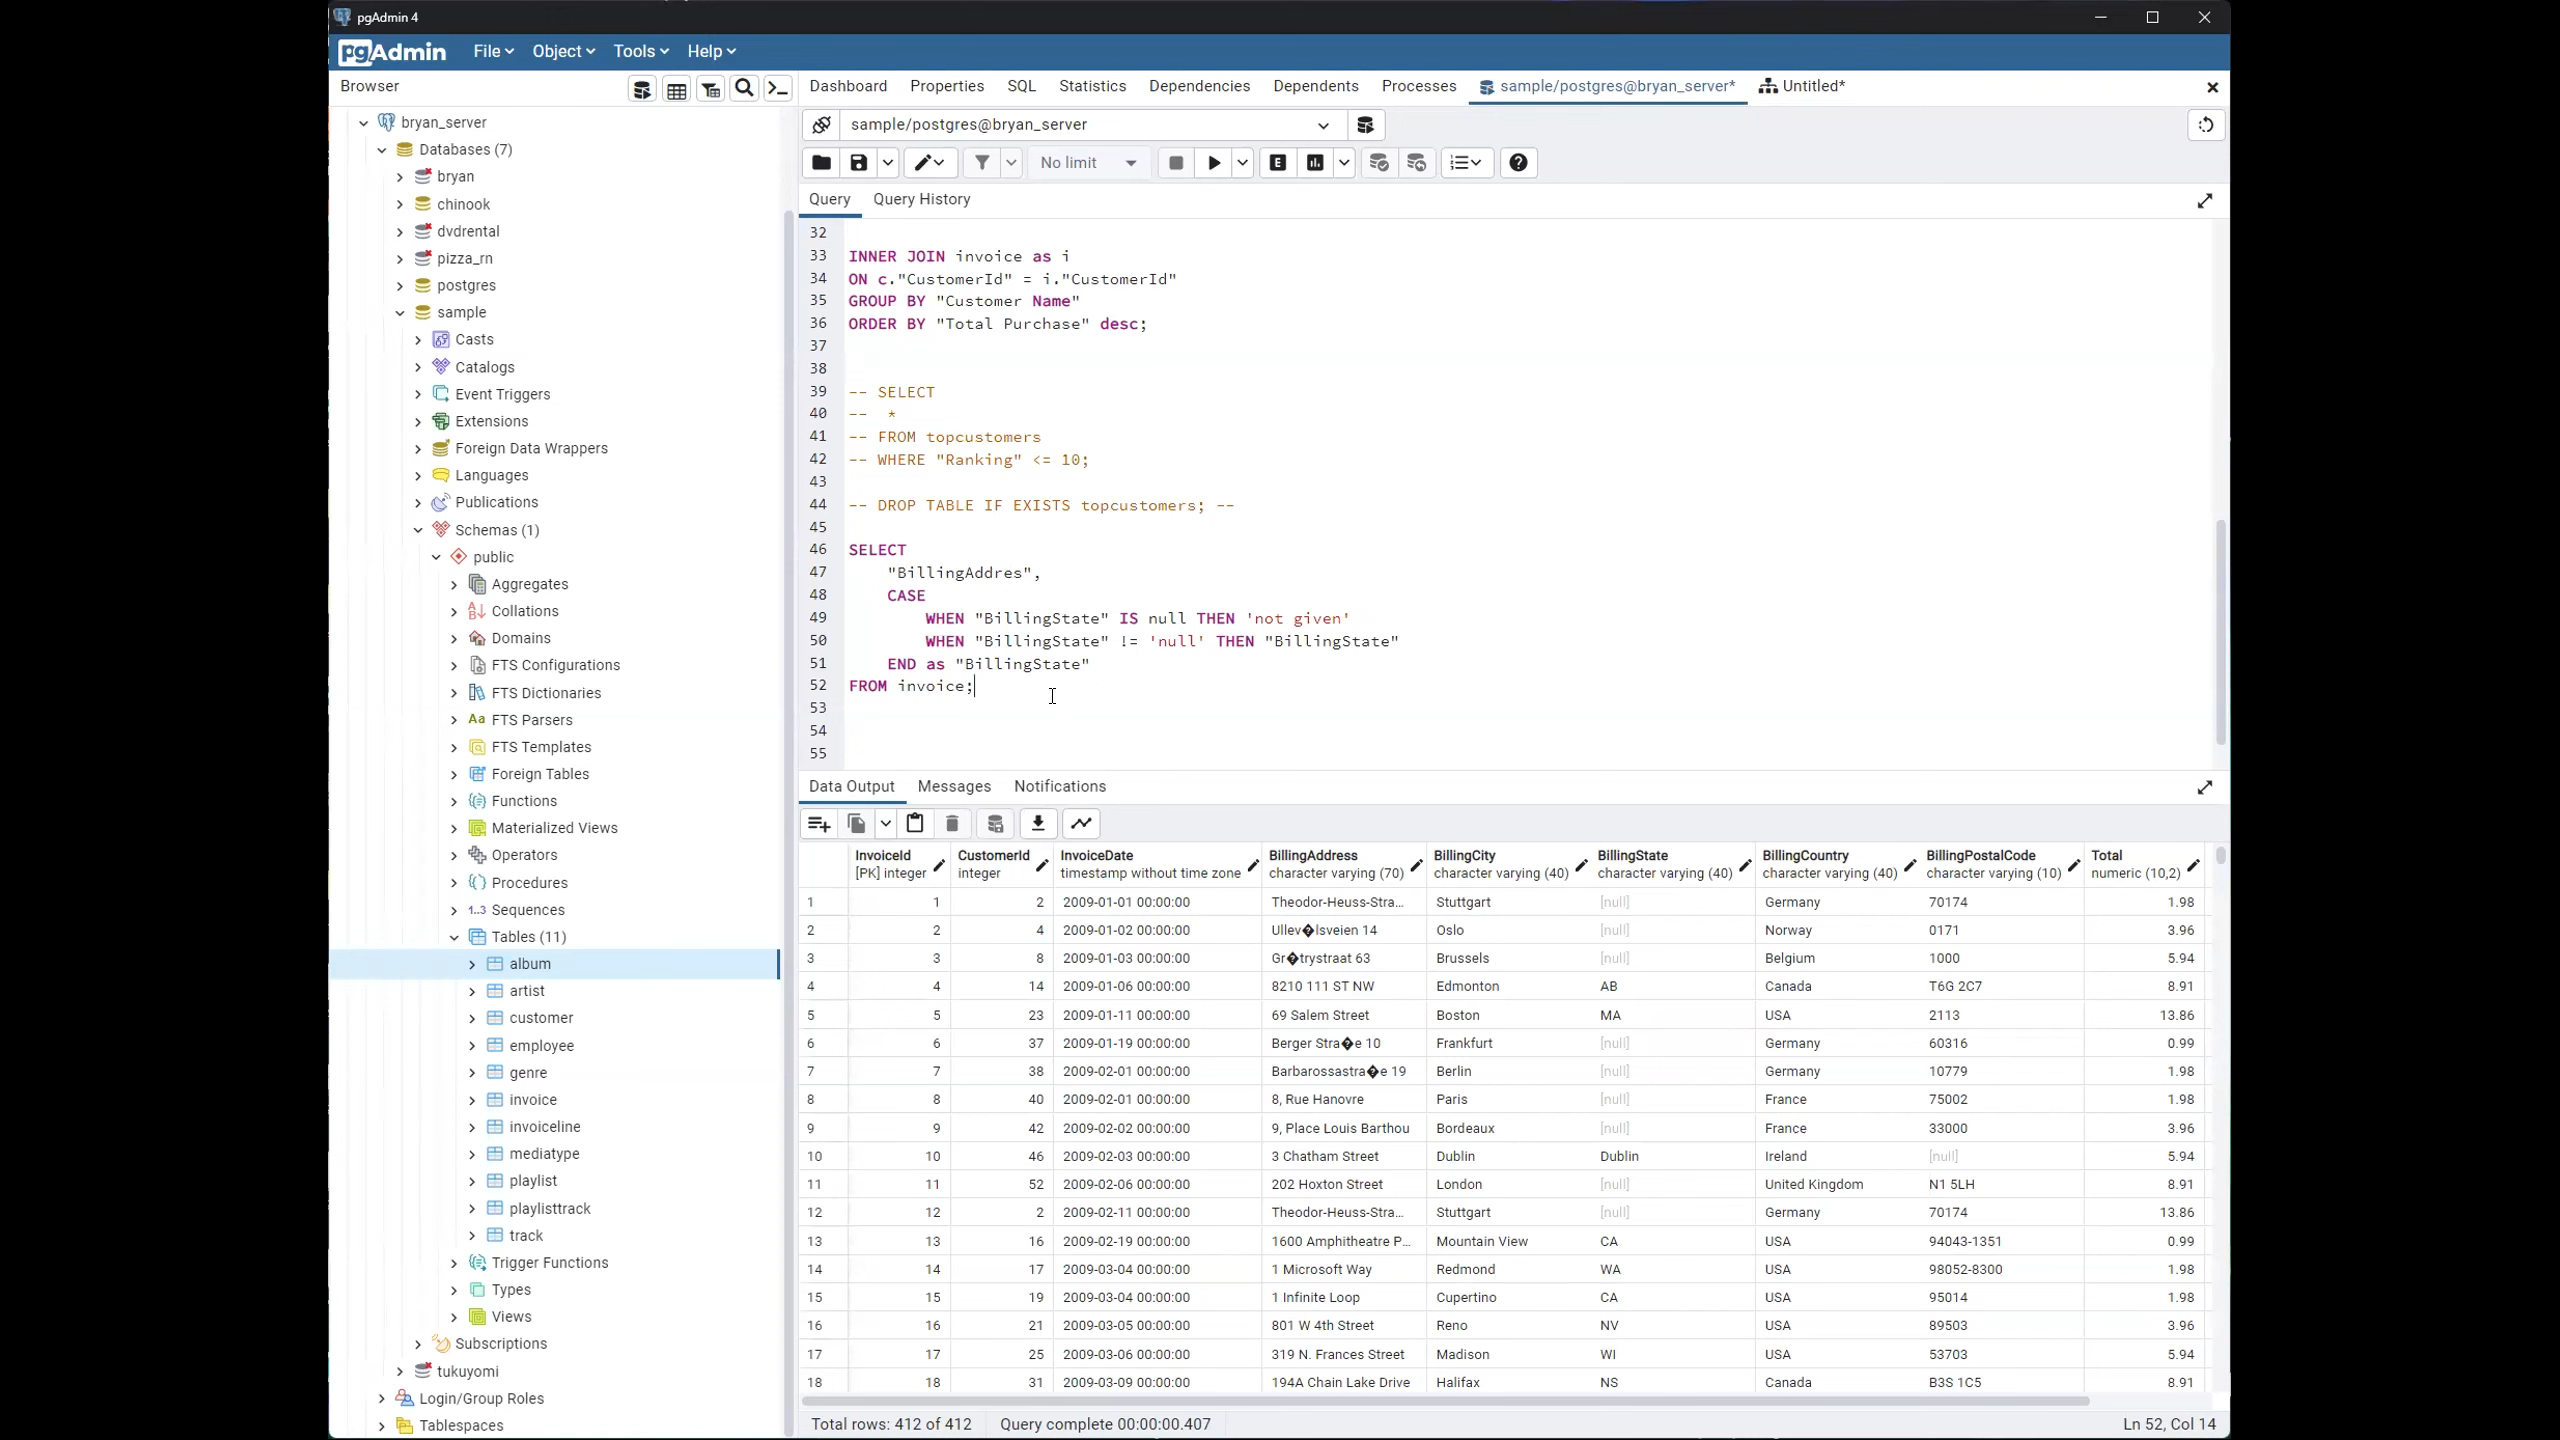 pgAdmin 4
pgAdmin File Object Tools Help
Browser
Dashboard Properties SQL Statistics Dependencies Dependents Processes sample/postgres@bryan_server* Untitled*
bryan_server
Databases (7)
bryan
chinook
dvdrental
pizza_rn
postgres
sample
Casts
Catalogs
Event Triggers
Extensions
Foreign Data Wrappers
Languages
Publications
Schemas (1)
public
Aggregates
Collations
Domains
FTS Configurations
FTS Dictionaries
Aa FTS Parsers
FTS Templates
Foreign Tables
Functions
Materialized Views
Operators
Procedures
1..3 Sequences
Tables (11)
album
artist
customer
employee
genre
invoice
invoiceline
mediatype
playlist
playlisttrack
track
Trigger Functions
Types
Views
Subscriptions
tukuyomi
Login/Group Roles
Tablespaces
sample/postgres@bryan_server
No limit E
Query Query History
32
33 INNER JOIN invoice as i
34 ON c."CustomerId" = i."CustomerId"
35 GROUP BY "Customer Name"
36 ORDER BY "Total Purchase" desc;
37
38
39 -- SELECT
40 -- *
41 -- FROM topcustomers
42 -- WHERE "Ranking" <= 10;
43
44 -- DROP TABLE IF EXISTS topcustomers; --
45
46 SELECT
47 "BillingAddres",
48 CASE
49 WHEN "BillingState" IS null THEN 'not given'
50 WHEN "BillingState" != 'null' THEN "BillingState"
51 END as "BillingState"
52 FROM invoice;
53
54
55
Data Output Messages Notifications
InvoiceId CustomerId InvoiceDate BillingAddress BillingCity BillingState BillingCountry BillingPostalCode Total
[PK] integer integer timestamp without time zone character varying (70) character varying (40) character varying (40) character varying (40) character varying (10) numeric (10,2)
1 1 2 2009-01-01 00:00:00 Theodor-Heuss-Stra... Stuttgart [null] Germany 70174 1.98
2 2 4 2009-01-02 00:00:00 Ullev�lsveien 14 Oslo [null] Norway 0171 3.96
3 3 8 2009-01-03 00:00:00 Gr�trystraat 63 Brussels [null] Belgium 1000 5.94
4 4 14 2009-01-06 00:00:00 8210 111 ST NW Edmonton AB Canada T6G 2C7 8.91
5 5 23 2009-01-11 00:00:00 69 Salem Street Boston MA USA 2113 13.86
6 6 37 2009-01-19 00:00:00 Berger Stra�e 10 Frankfurt [null] Germany 60316 0.99
7 7 38 2009-02-01 00:00:00 Barbarossastra�e 19 Berlin [null] Germany 10779 1.98
8 8 40 2009-02-01 00:00:00 8, Rue Hanovre Paris [null] France 75002 1.98
9 9 42 2009-02-02 00:00:00 9, Place Louis Barthou Bordeaux [null] France 33000 3.96
10 10 46 2009-02-03 00:00:00 3 Chatham Street Dublin Dublin Ireland [null] 5.94
11 11 52 2009-02-06 00:00:00 202 Hoxton Street London [null] United Kingdom N1 5LH 8.91
12 12 2 2009-02-11 00:00:00 Theodor-Heuss-Stra... Stuttgart [null] Germany 70174 13.86
13 13 16 2009-02-19 00:00:00 1600 Amphitheatre P... Mountain View CA USA 94043-1351 0.99
14 14 17 2009-03-04 00:00:00 1 Microsoft Way Redmond WA USA 98052-8300 1.98
15 15 19 2009-03-04 00:00:00 1 Infinite Loop Cupertino CA USA 95014 1.98
16 16 21 2009-03-05 00:00:00 801 W 4th Street Reno NV USA 89503 3.96
17 17 25 2009-03-06 00:00:00 319 N. Frances Street Madison WI USA 53703 5.94
18 18 31 2009-03-09 00:00:00 194A Chain Lake Drive Halifax NS Canada B3S 1C5 8.91
Total rows: 412 of 412 Query complete 00:00:00.407 Ln 52, Col 14